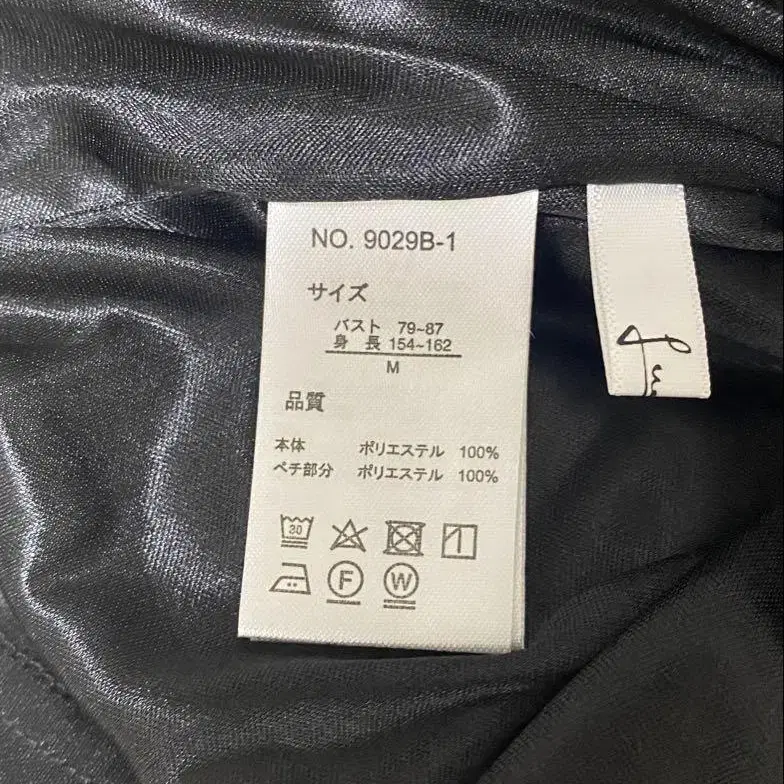 NO. 9029B-1
サイズ
バスト 79~87
身 長 154~162
M
品質
本体 ポリエステル 100%
ペチ部分 ポリエステル 100%
30
F W